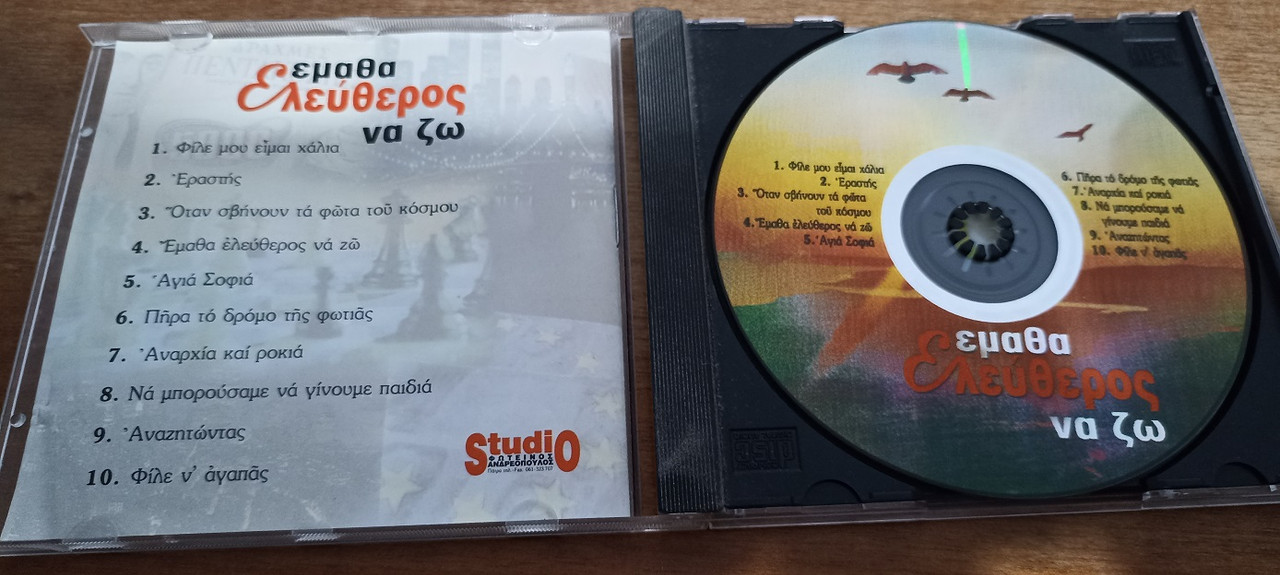 εμαθα
Ελεύθερος
να ζω
1. Φίλε μου εἶμαι χάλια
2. Ἐραστής
3. Ὅταν σβήνουν τά φῶτα τοῦ κόσμου
4. Ἔμαθα ἐλεύθερος νά ζῶ
5. Ἁγιά Σοφιά
6. Πῆρα τό δρόμο τῆς φωτιᾶς
7. Ἀναρχία καί ροκιά
8. Νά μπορούσαμε νά γίνουμε παιδιά
9. Ἀναζητώντας
10. Φίλε ν' ἀγαπᾶς
StudiO
ΦΩΤΕΙΝΟΣ
ΑΝΔΡΕΟΠΟΥΛΟΣ
1. Φίλε μου εἶμαι χάλια
2. Ἐραστής
3. Ὅταν σβήνουν τά φῶτα
τοῦ κόσμου
4. Ἔμαθα ἐλεύθερος νά ζῶ
5. Ἁγιά Σοφιά
6. Πῆρα τό δρόμο τῆς φωτιᾶς
7. Ἀναρχία καί ροκιά
8. Νά μπορούσαμε νά
γίνουμε παιδιά
9. Ἀναζητώντας
10. Φίλε ν' ἀγαπᾶς
εμαθα
Ελεύθερος
να ζω